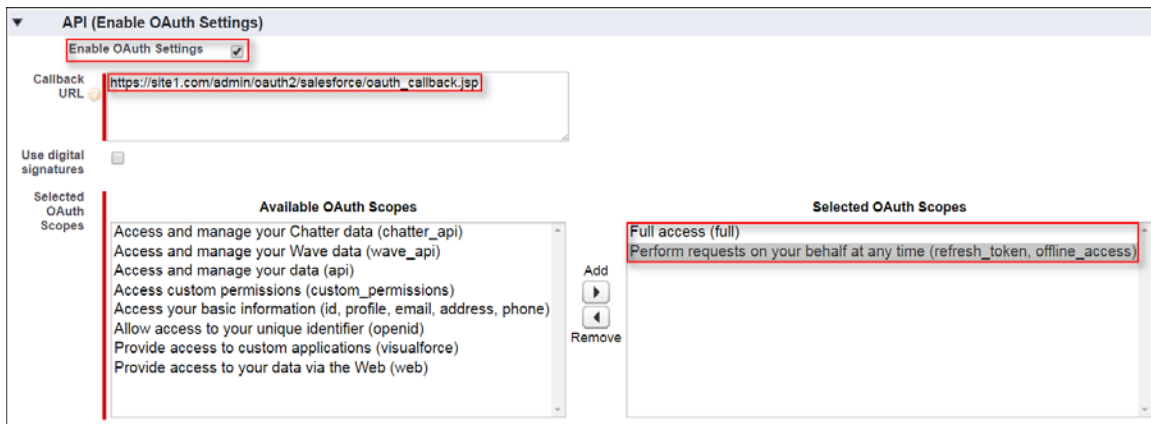 API (Enable OAuth Settings)
Enable OAuth Settings
Callback
URL
https://site1.com/admin/oauth2/salesforce/oauth_callback.jsp
Use digital
signatures
Selected
OAuth
Scopes
Available OAuth Scopes
Access and manage your Chatter data (chatter_api)
Access and manage your Wave data (wave_api)
Access and manage your data (api)
Access custom permissions (custom_permissions)
Access your basic information (id, profile, email, address, phone)
Allow access to your unique identifier (openid)
Provide access to custom applications (visualforce)
Provide access to your data via the Web (web)
Add
Remove
Selected OAuth Scopes
Full access (full)
Perform requests on your behalf at any time (refresh_token, offline_access)